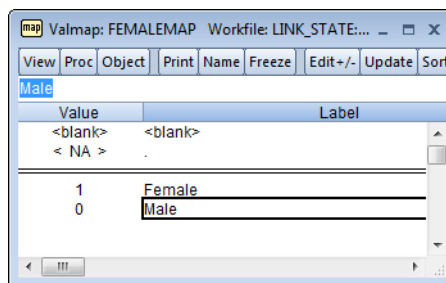 map Valmap: FEMALEMAP Workfile: LINK_STATE:...
View Proc Object Print Name Freeze Edit+/- Update Sort
Male
Value Label
<blank> <blank>
< NA > .
1 Female
0 Male